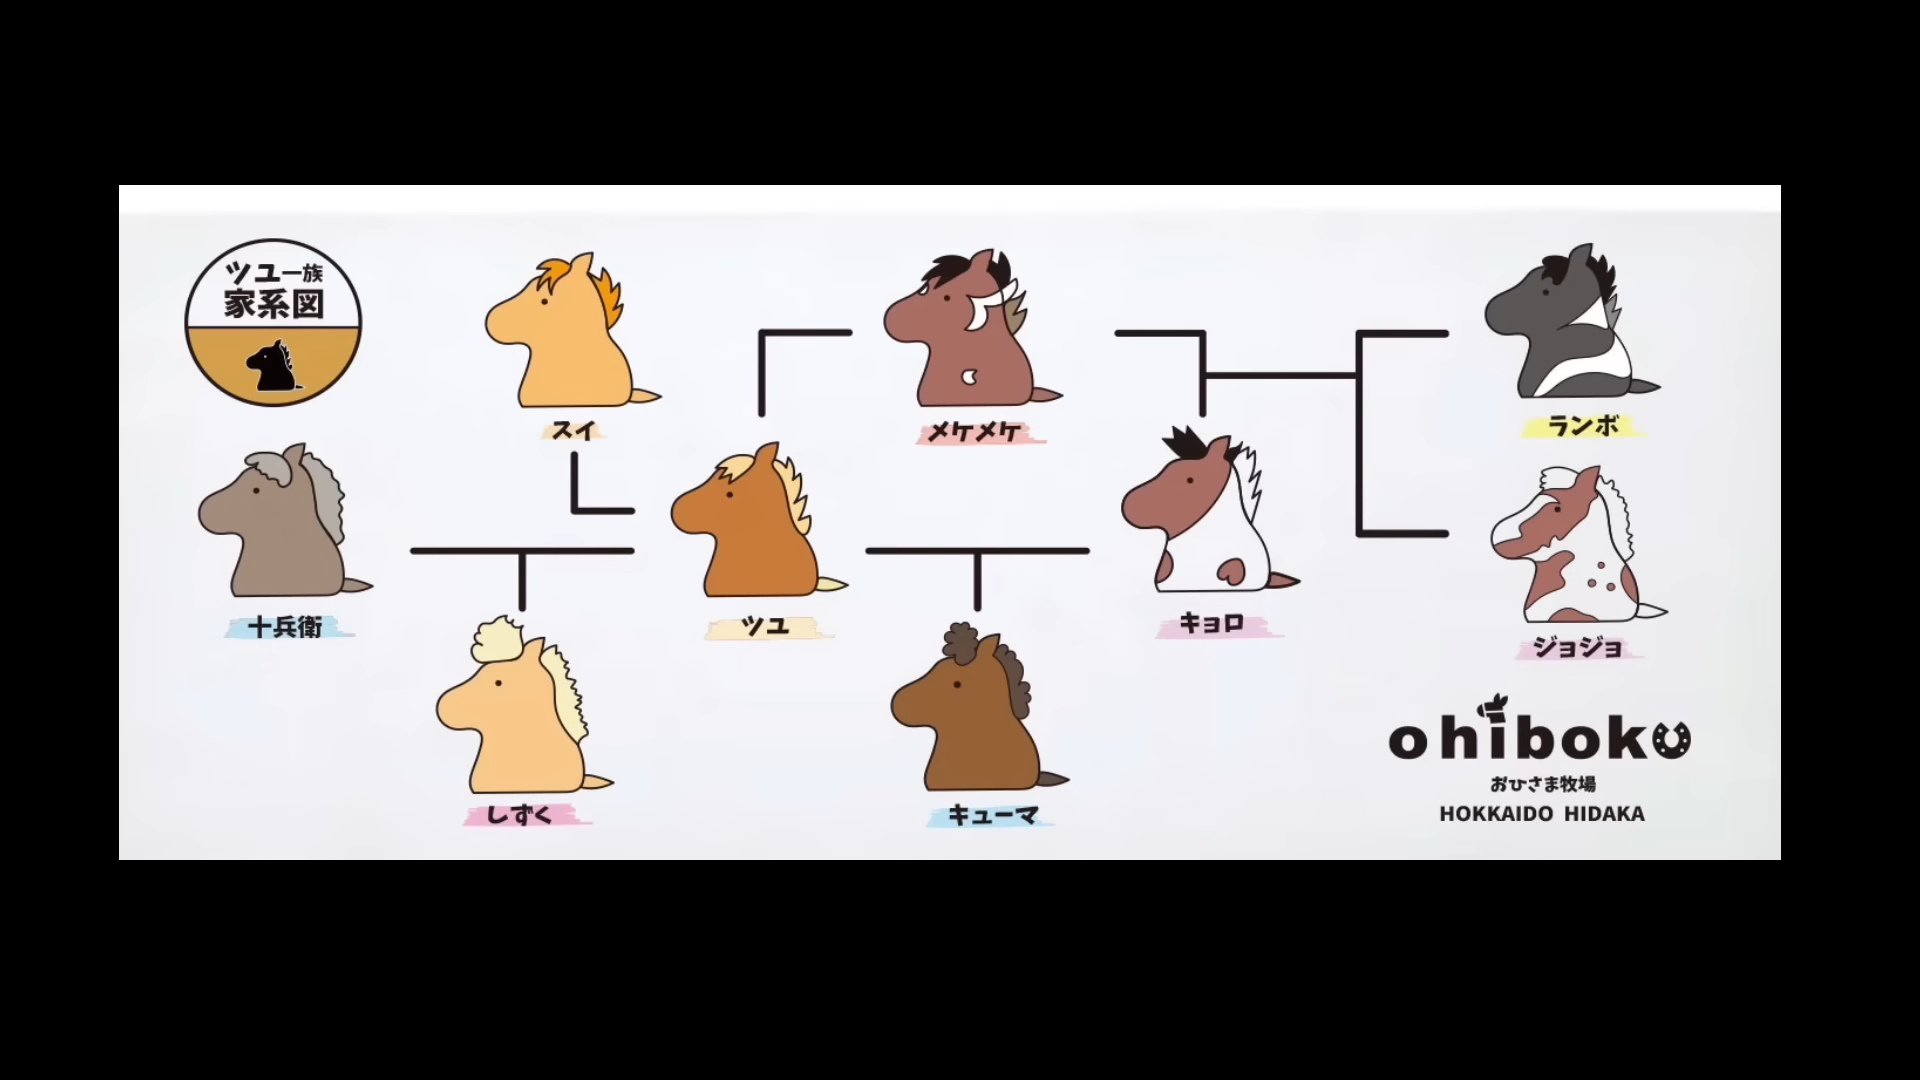 ツユ一族
家系図
スイ
メケメケ
ランボ
十兵衛
ツユ
キョロ
ジョジョ
しずく
キューマ
ohiboku
おひさま牧場
HOKKAIDO HIDAKA